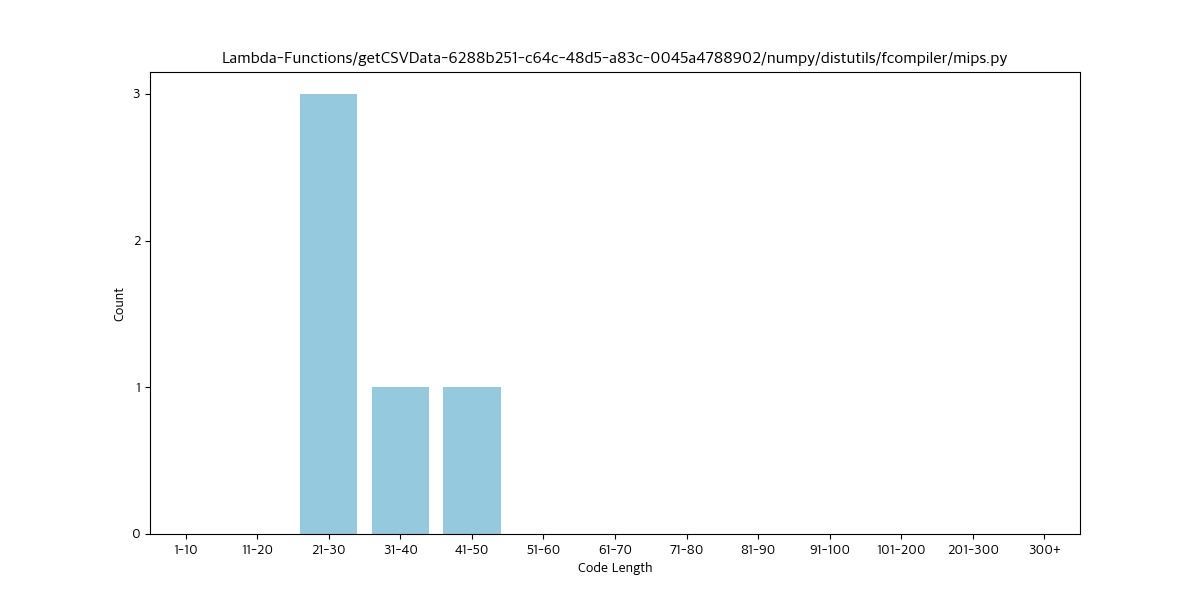 Lambda-Functions/getCSVData-6288b251-c64c-48d5-a83c-0045a4788902/numpy/distutils/fcompiler/mips.py
3
2
1
0
Count
1-10 11-20 21-30 31-40 41-50 51-60 61-70 71-80 81-90 91-100 101-200 201-300 300+
Code Length